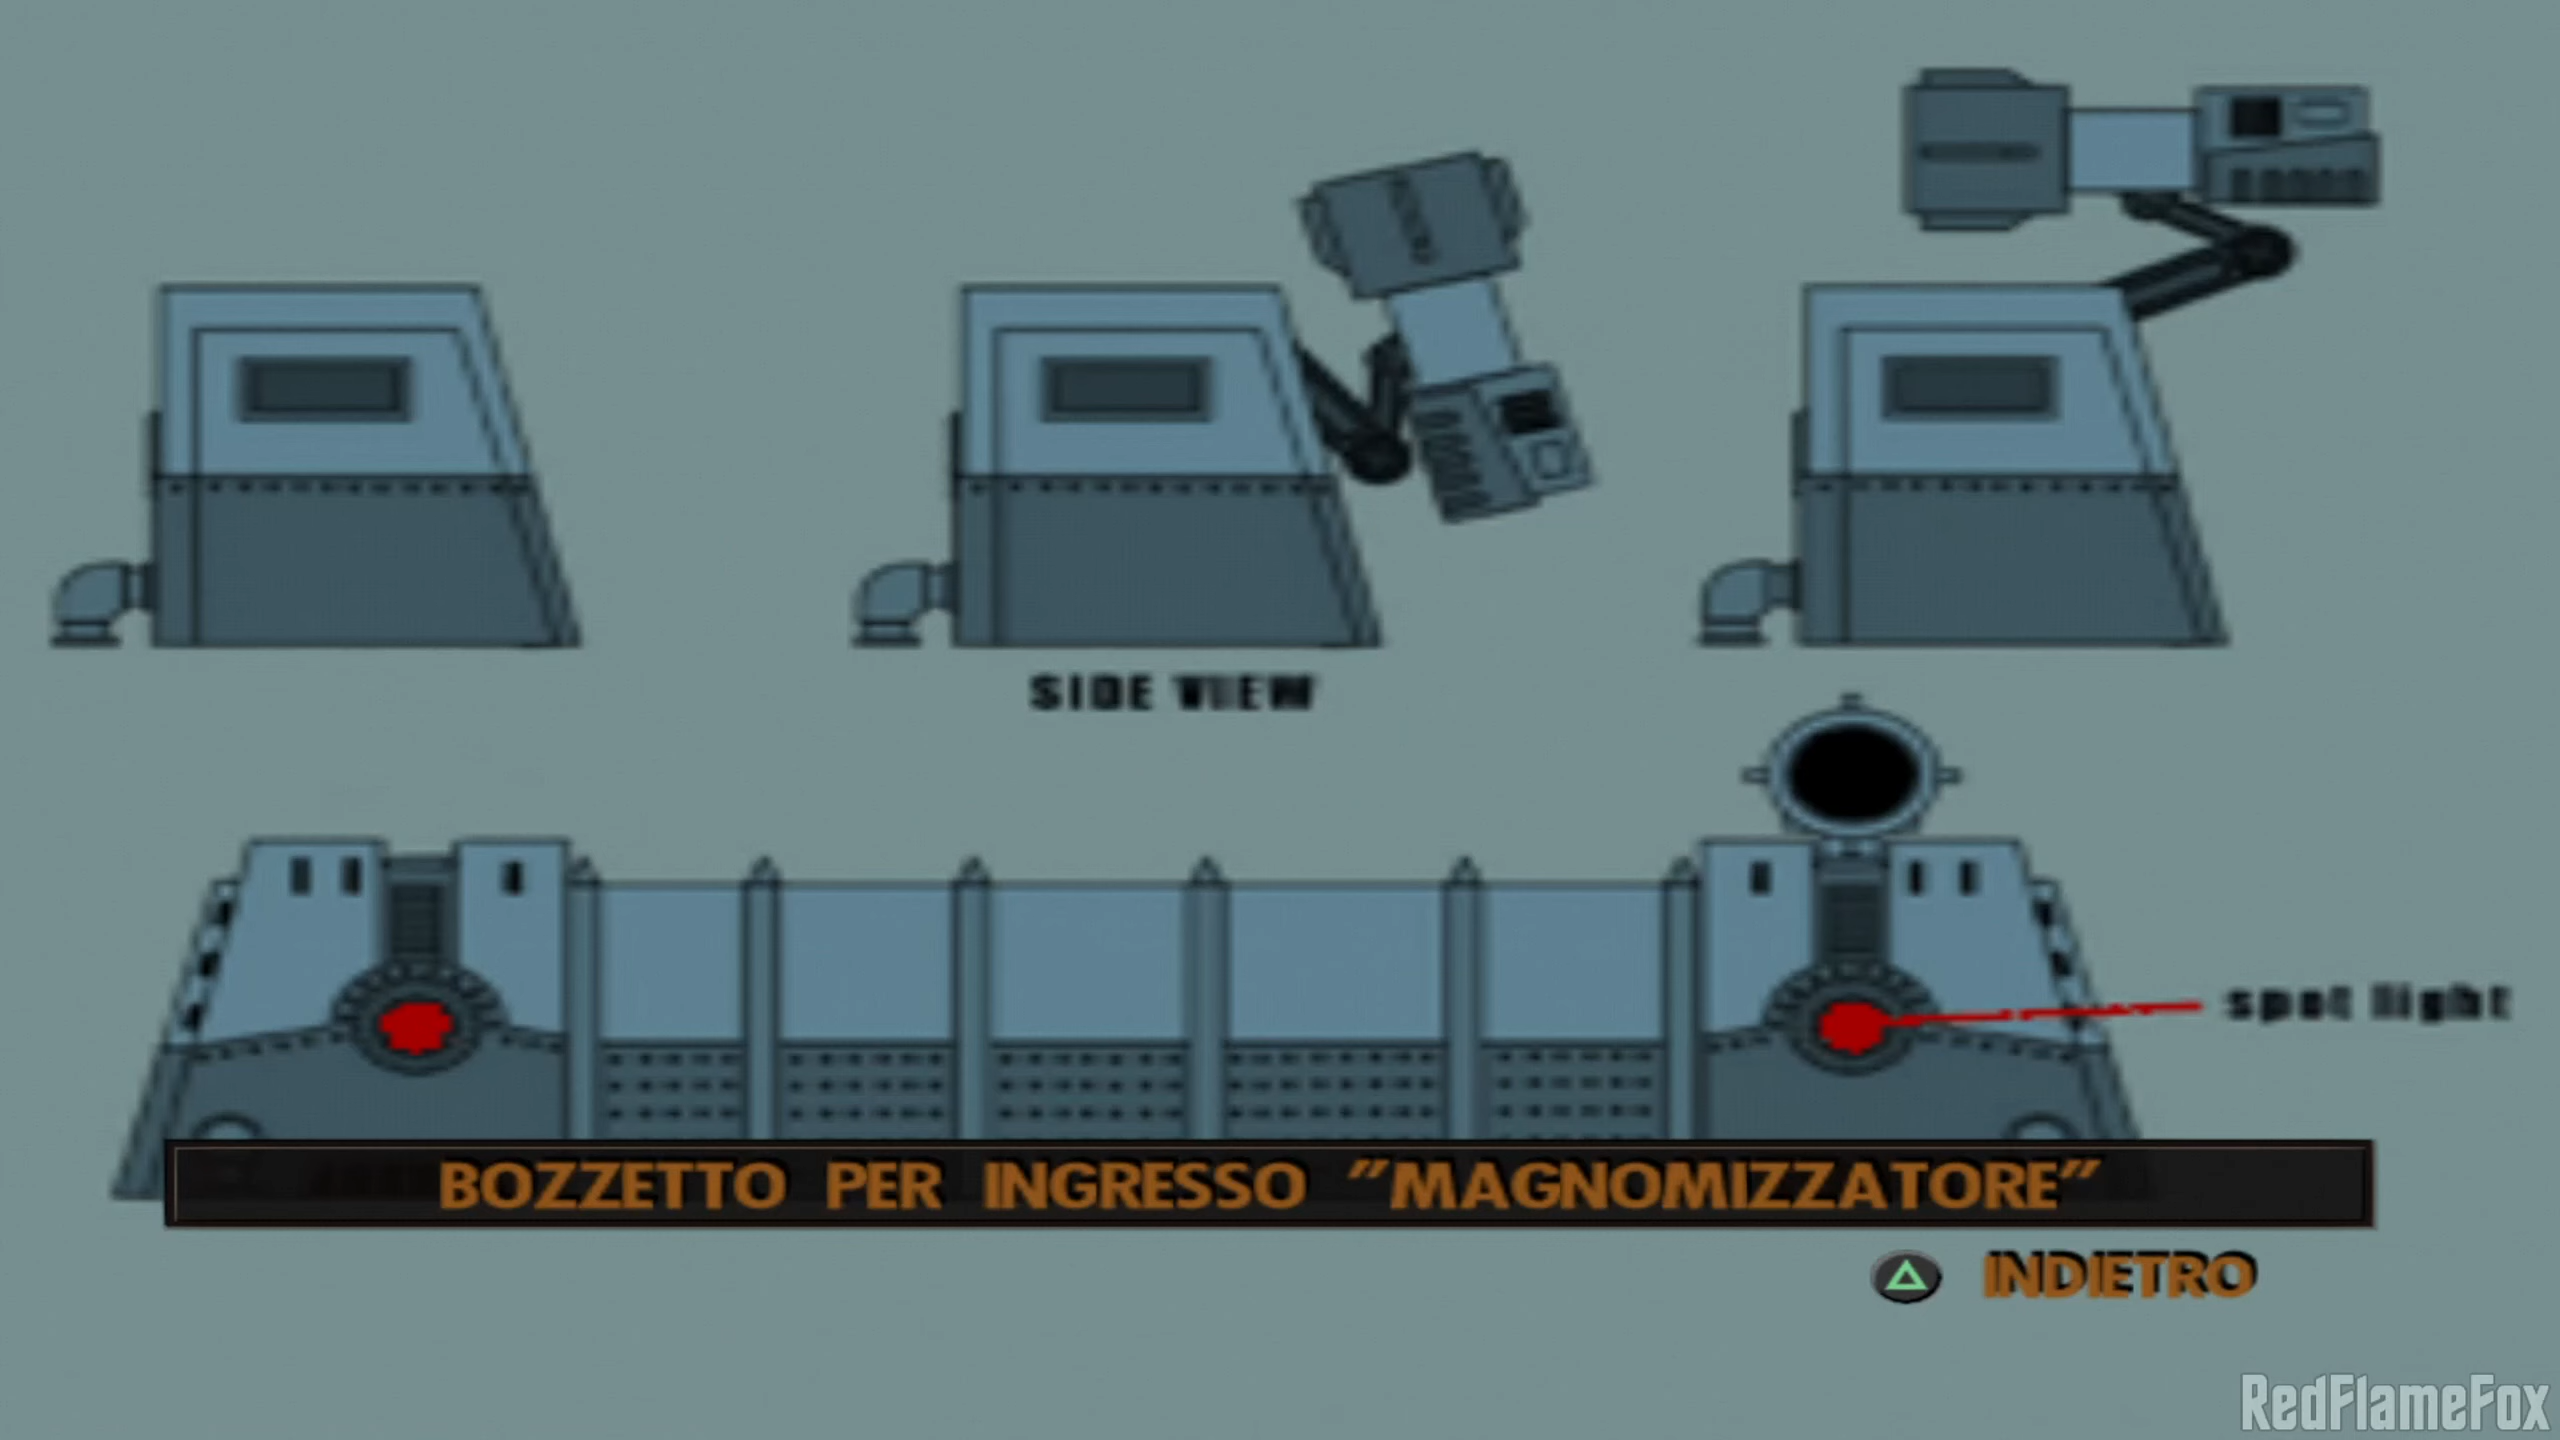 SIDE VIEW
spot light
BOZZETTO PER INGRESSO "MAGNOMIZZATORE"
INDIETRO
RedFlameFox